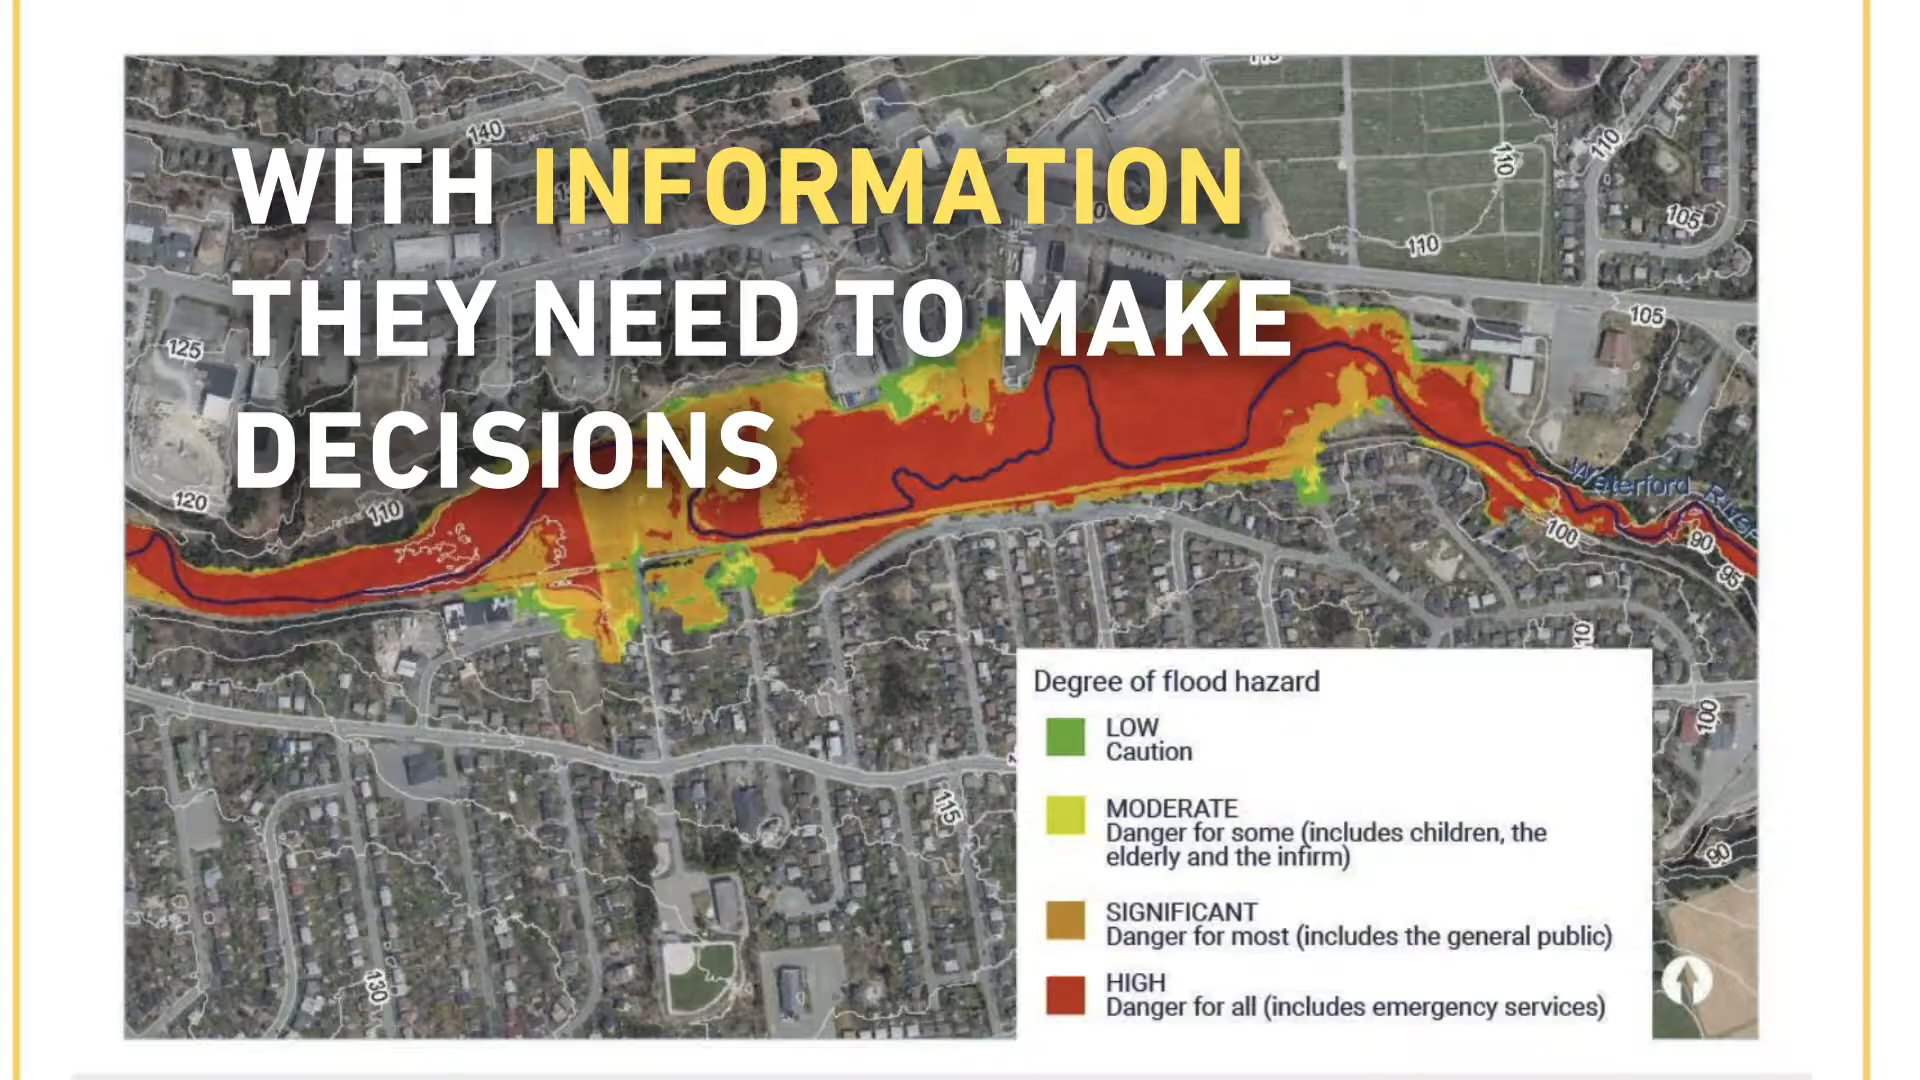 WITH INFORMATION
THEY NEED TO MAKE
DECISIONS
140
110
110
105
110
105
125
120
110
Waterford River
100
90
95
100
115
130
90
Degree of flood hazard
LOW
Caution
MODERATE
Danger for some (includes children, the
elderly and the infirm)
SIGNIFICANT
Danger for most (includes the general public)
HIGH
Danger for all (includes emergency services)